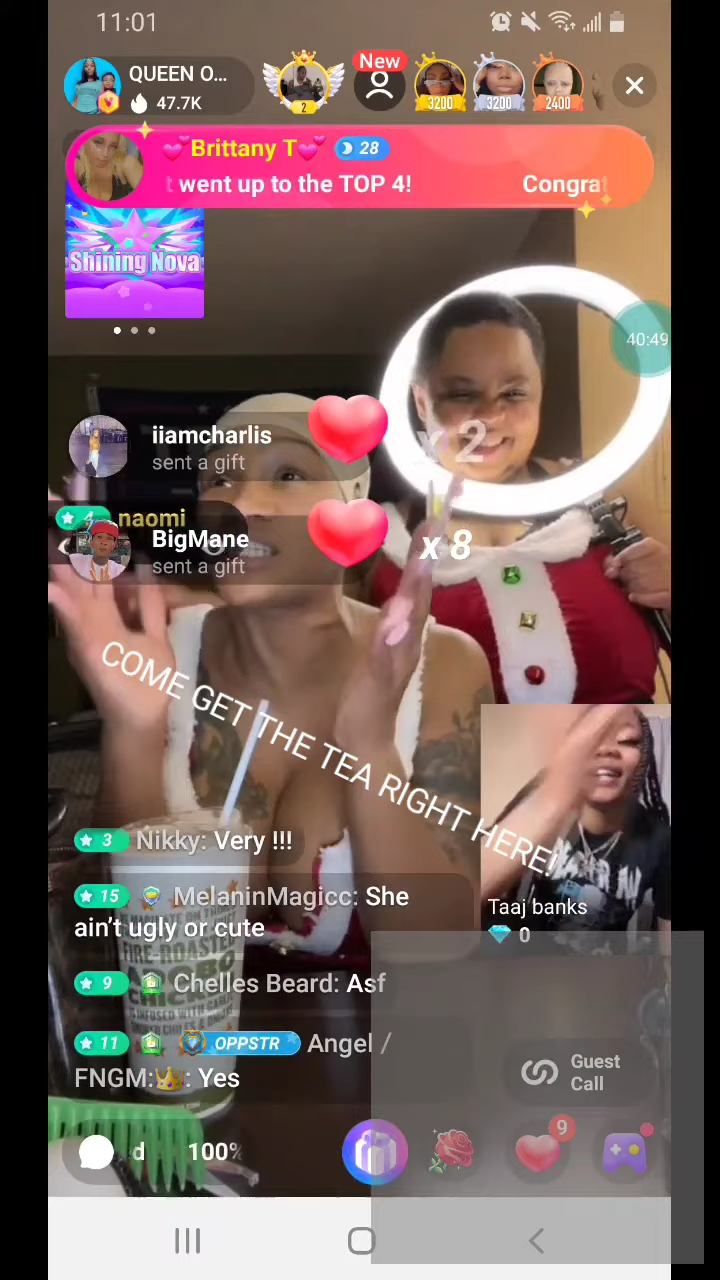 11:01
QUEEN O...
47.7K
2
New
3200
3200
2400
💕Brittany T💕 28
t went up to the TOP 4! Congrat
Shining Nova
40:49
iiamcharlis
sent a gift
x 2
4 naomi
BigMane
sent a gift
x 8
COME GET THE TEA RIGHT HERE!
3 Nikky: Very !!!
15 MelaninMagicc: She
ain't ugly or cute
FIRE-ROASTED
Taaj banks
0
9 Chelles Beard: Asf
11 OPPSTR Angel /
FNGM:👑: Yes
Guest
Call
d 100%
9